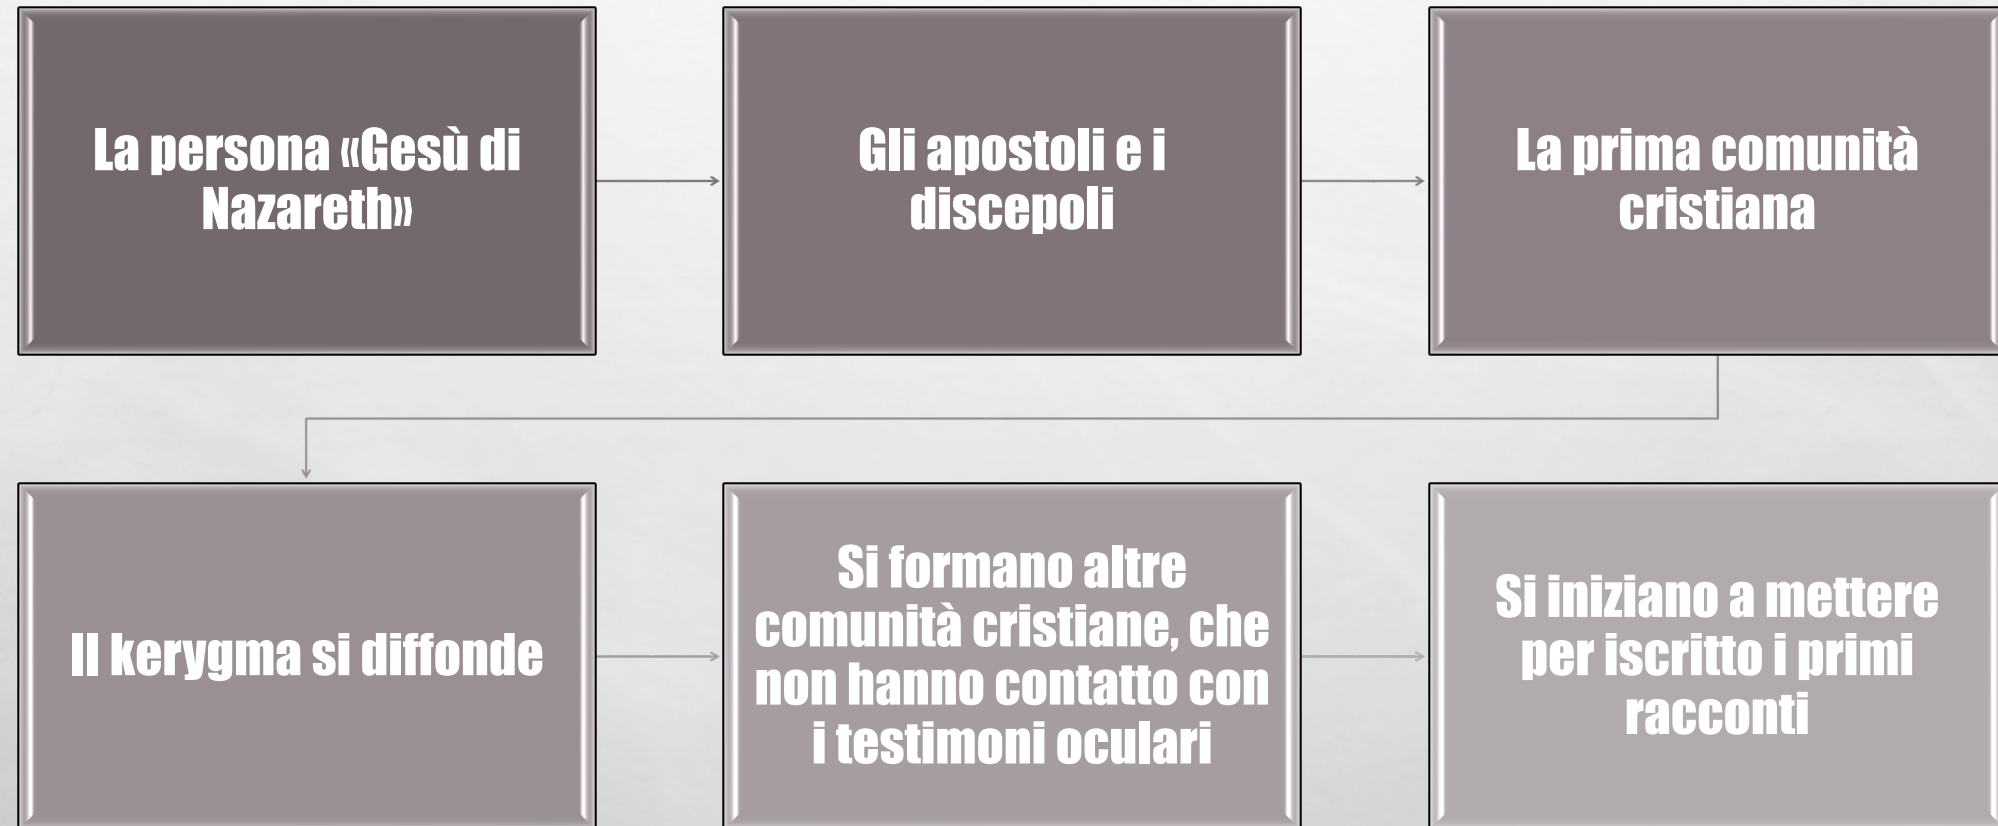 La persona «Gesù di
Nazareth»
Gli apostoli e i
discepoli
La prima comunità
cristiana
Il kerygma si diffonde
Si formano altre
comunità cristiane, che
non hanno contatto con
i testimoni oculari
Si iniziano a mettere
per iscritto i primi
racconti